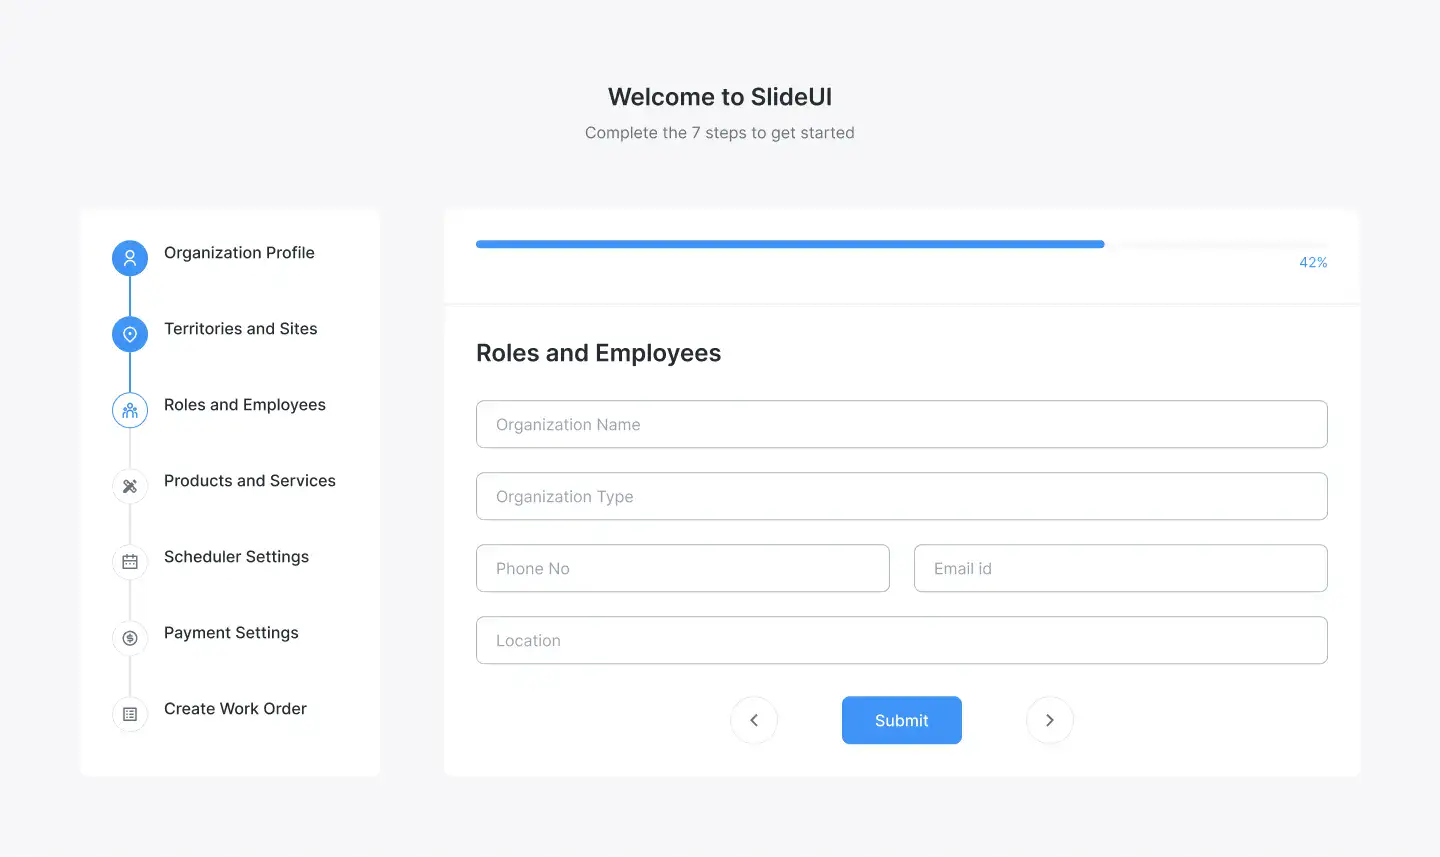 Welcome to SlideUI
Complete the 7 steps to get started
Organization Profile
Territories and Sites
Roles and Employees
Products and Services
Scheduler Settings
Payment Settings
Create Work Order
42%
Roles and Employees
Organization Name
Organization Type
Phone No
Email id
Location
Submit